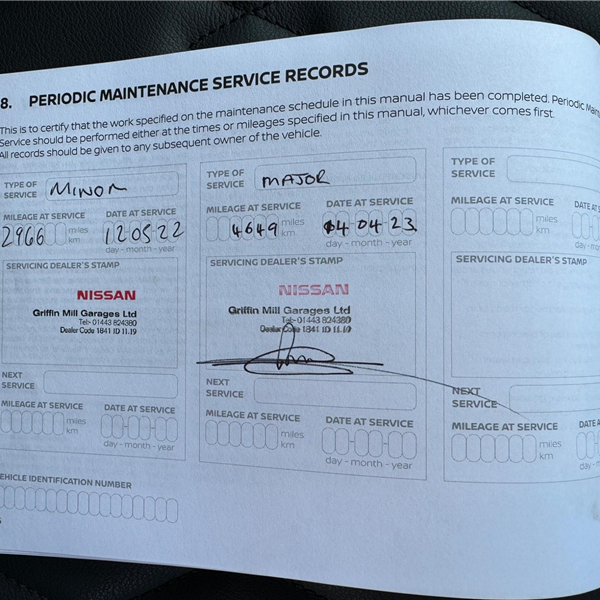 8. PERIODIC MAINTENANCE SERVICE RECORDS
This is to certify that the work specified on the maintenance schedule in this manual has been completed. Periodic
Service should be performed either at the times or mileages specified in this manual, whichever comes first.
All records should be given to any subsequent owner of the vehicle.
TYPE OF SERVICE MINOR
MILEAGE AT SERVICE DATE AT SERVICE
2966 miles km 12 05 22
day - month - year
SERVICING DEALER'S STAMP
NISSAN
Griffin Mill Garages Ltd
Tel:- 01443 824380
Dealer Code 1841 ID 11.19
NEXT SERVICE
MILEAGE AT SERVICE DATE AT SERVICE
miles km
day - month - year
VEHICLE IDENTIFICATION NUMBER
TYPE OF SERVICE MAJOR
MILEAGE AT SERVICE DATE AT SERVICE
4649 miles km 04 04 23
day - month - year
SERVICING DEALER'S STAMP
NISSAN
Griffin Mill Garages Ltd
Tel:- 01443 824380
Dealer Code 1841 ID 11.19
NEXT SERVICE
MILEAGE AT SERVICE DATE AT SERVICE
miles km
day - month - year
TYPE OF SERVICE
MILEAGE AT SERVICE DATE
miles km
SERVICING DEALER'S STAMP
NEXT SERVICE
MILEAGE AT SERVICE
miles km